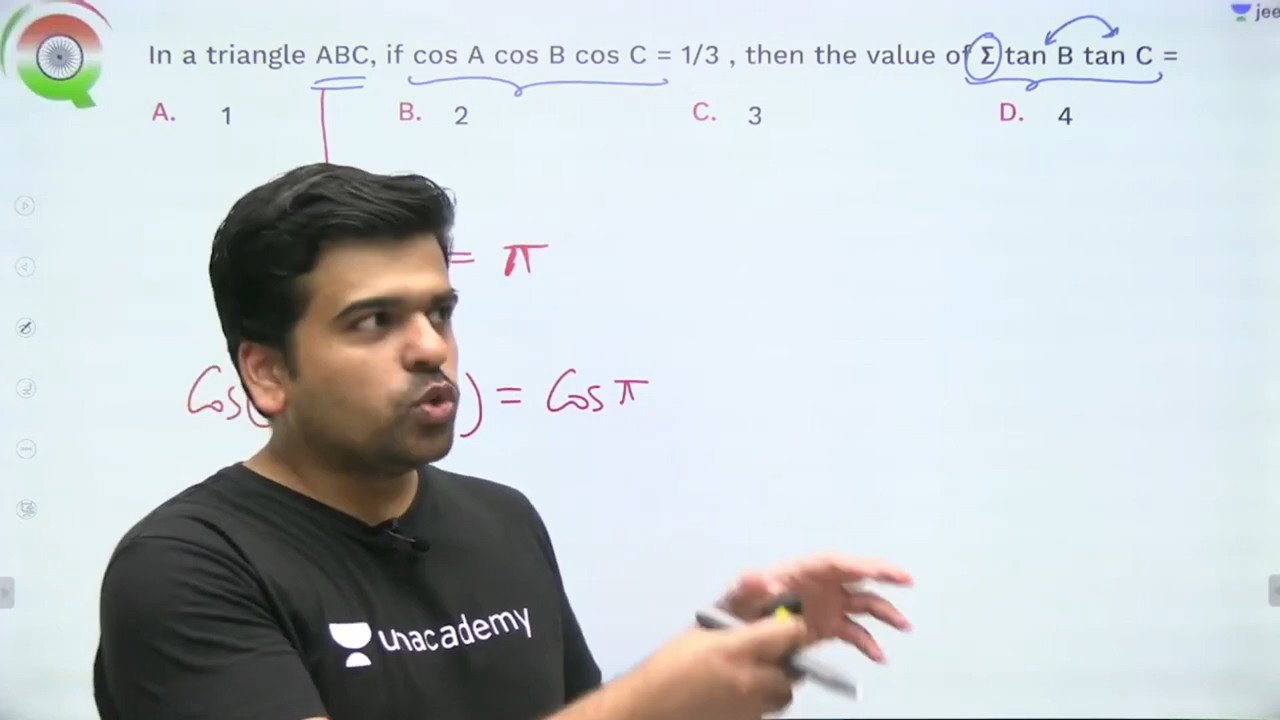 jee
In a triangle ABC, if cos A cos B cos C = 1/3 , then the value of Σ tan B tan C =
A. 1 B. 2 C. 3 D. 4
= π
Cos( ) = Cos π
unacademy